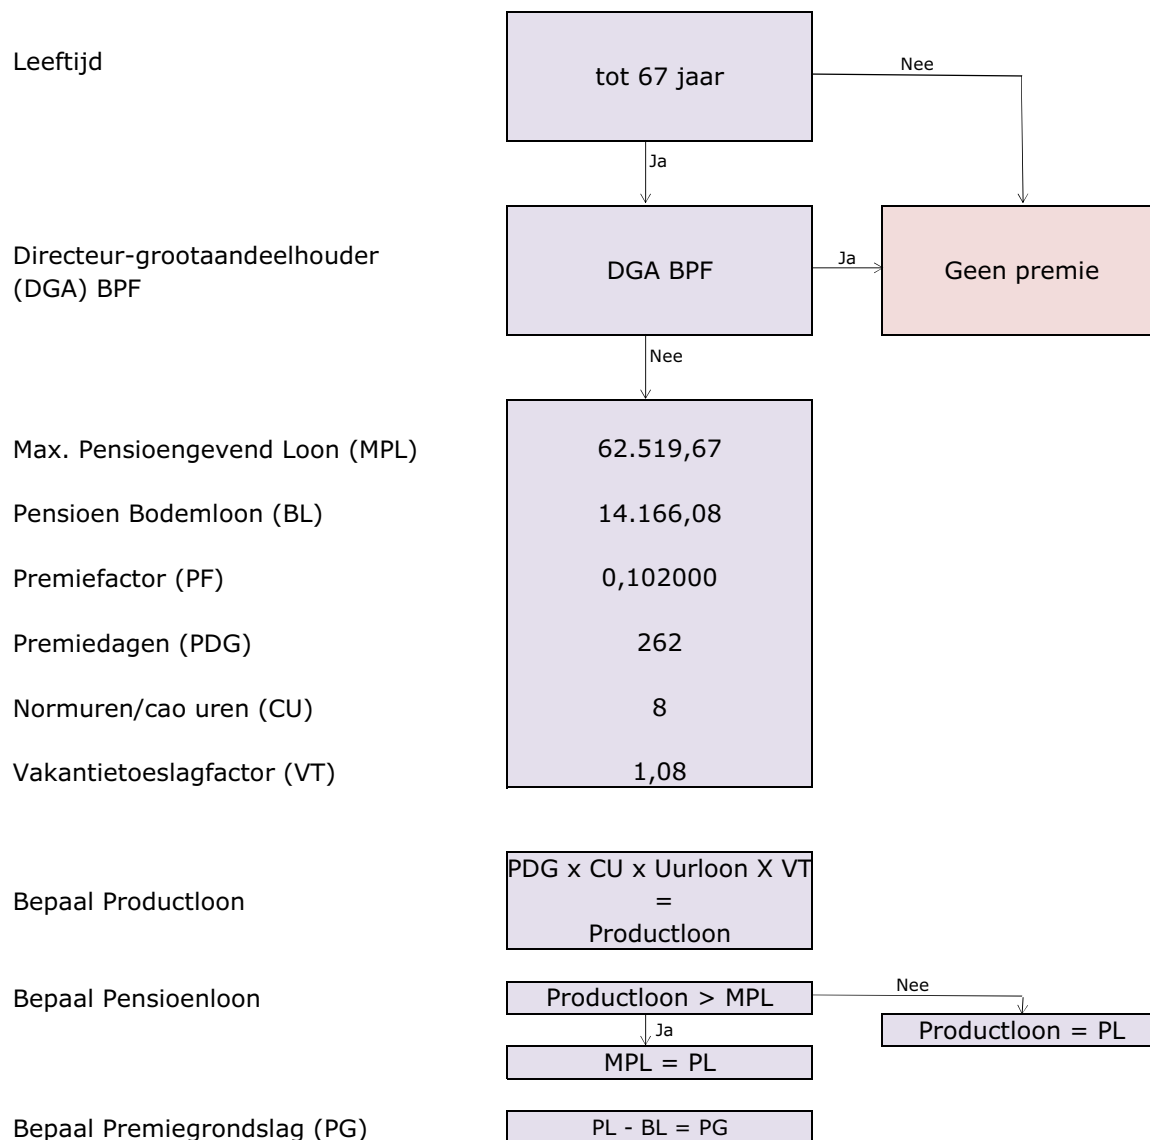 Leeftijd
tot 67 jaar
Nee
Ja
Directeur-grootaandeelhouder
(DGA) BPF
DGA BPF
Ja
Geen premie
Nee
Max. Pensioengevend Loon (MPL)
62.519,67
Pensioen Bodemloon (BL)
14.166,08
Premiefactor (PF)
0,102000
Premiedagen (PDG)
262
Normuren/cao uren (CU)
8
Vakantietoeslagfactor (VT)
1,08
Bepaal Productloon
PDG x CU x Uurloon X VT
=
Productloon
Bepaal Pensioenloon
Productloon > MPL
Nee
Productloon = PL
Ja
MPL = PL
Bepaal Premiegrondslag (PG)
PL - BL = PG